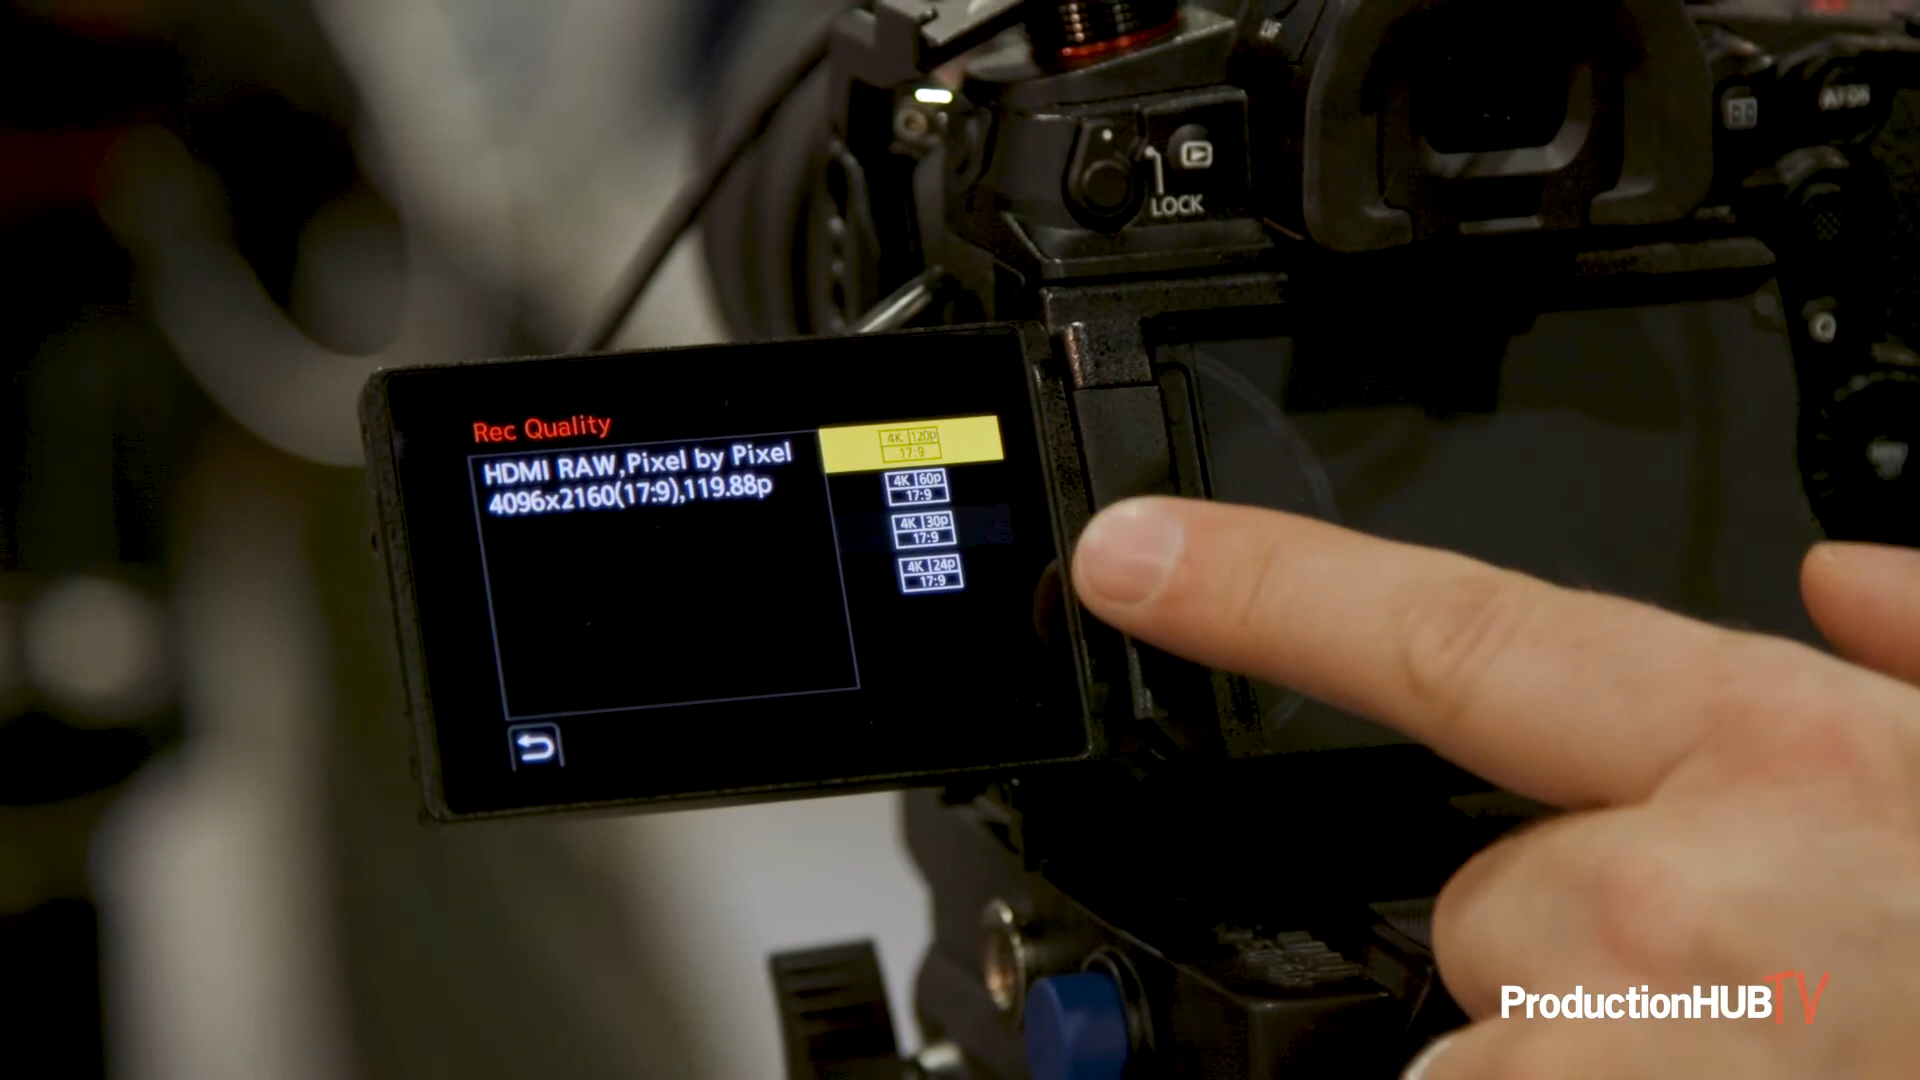 LOCK
Rec Quality
HDMI RAW,Pixel by Pixel
4096x2160(17:9),119.88p
4K 120p
17:9
4K 60p
17:9
4K 30p
17:9
4K 24p
17:9
ProductionHUBTV